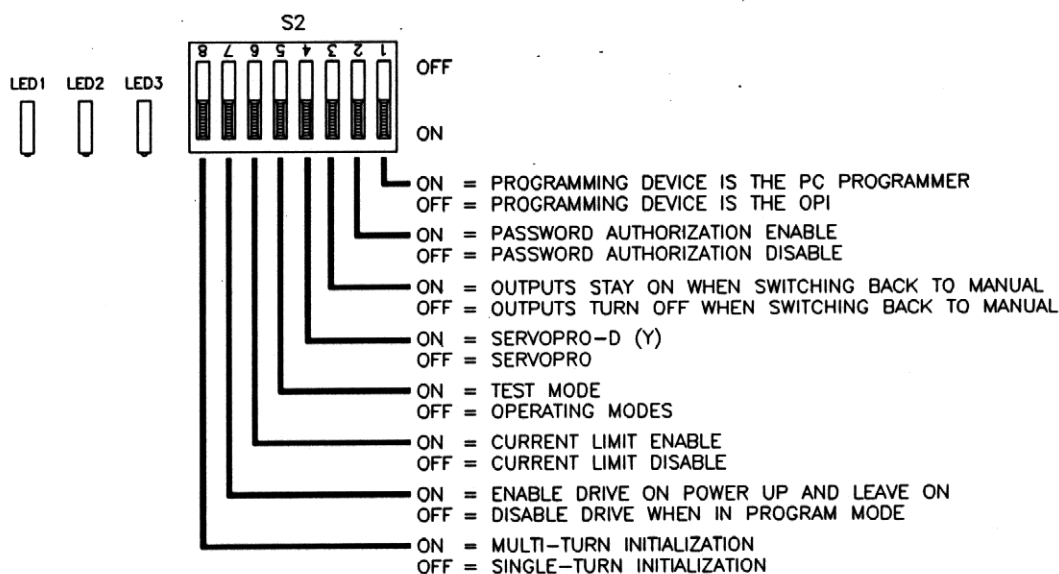 S2
8 7 6 5 4 3 2 1
OFF
LED1 LED2 LED3
ON
ON = PROGRAMMING DEVICE IS THE PC PROGRAMMER
OFF = PROGRAMMING DEVICE IS THE OPI
ON = PASSWORD AUTHORIZATION ENABLE
OFF = PASSWORD AUTHORIZATION DISABLE
ON = OUTPUTS STAY ON WHEN SWITCHING BACK TO MANUAL
OFF = OUTPUTS TURN OFF WHEN SWITCHING BACK TO MANUAL
ON = SERVOPRO-D (Y)
OFF = SERVOPRO
ON = TEST MODE
OFF = OPERATING MODES
ON = CURRENT LIMIT ENABLE
OFF = CURRENT LIMIT DISABLE
ON = ENABLE DRIVE ON POWER UP AND LEAVE ON
OFF = DISABLE DRIVE WHEN IN PROGRAM MODE
ON = MULTI-TURN INITIALIZATION
OFF = SINGLE-TURN INITIALIZATION